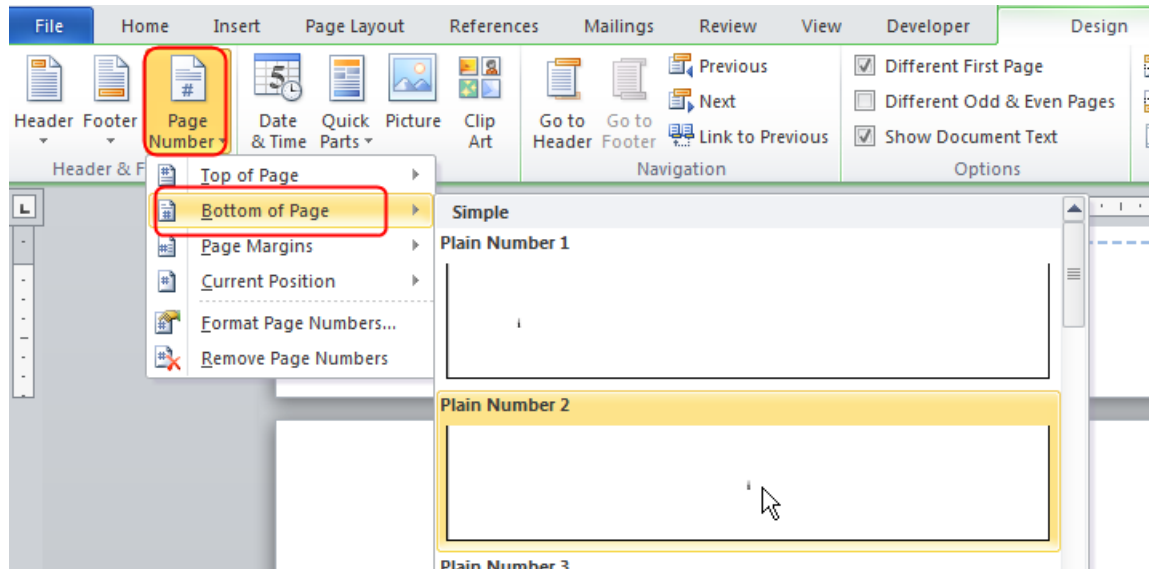 File Home Insert Page Layout References Mailings Review View Developer Design
Previous Different First Page
Next Different Odd & Even Pages
Header Footer Page Date Quick Picture Clip Go to Go to
Number & Time Parts Art Header Footer Link to Previous Show Document Text
Header & F Navigation Options
Top of Page
Bottom of Page Simple
Page Margins Plain Number 1
Current Position
Format Page Numbers...
Remove Page Numbers
Plain Number 2
Plain Number 3